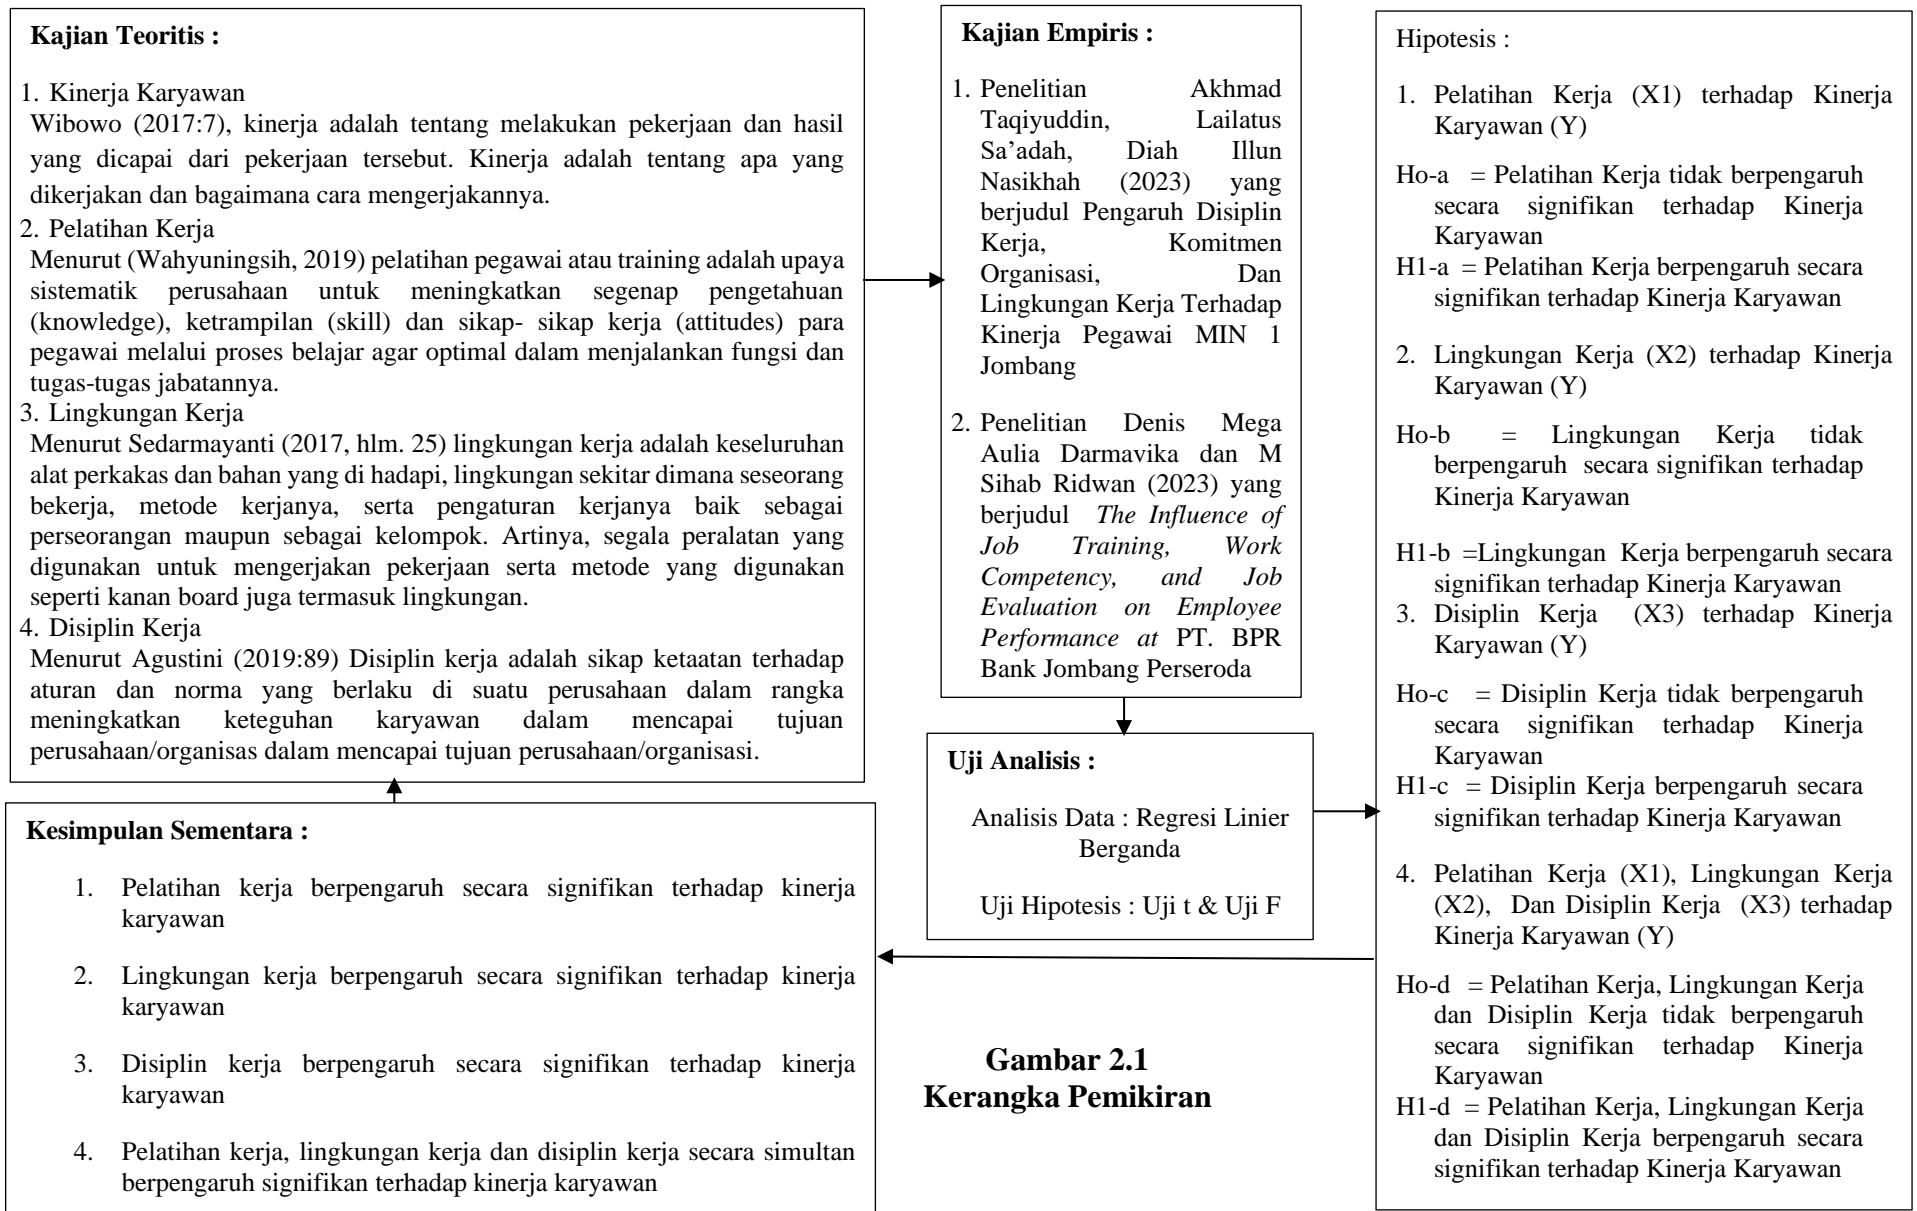 Kajian Teoritis :
1. Kinerja Karyawan
Wibowo (2017:7), kinerja adalah tentang melakukan pekerjaan dan hasil
yang dicapai dari pekerjaan tersebut. Kinerja adalah tentang apa yang
dikerjakan dan bagaimana cara mengerjakannya.
2. Pelatihan Kerja
Menurut (Wahyuningsih, 2019) pelatihan pegawai atau training adalah upaya
sistematik perusahaan untuk meningkatkan segenap pengetahuan
(knowledge), ketrampilan (skill) dan sikap- sikap kerja (attitudes) para
pegawai melalui proses belajar agar optimal dalam menjalankan fungsi dan
tugas-tugas jabatannya.
3. Lingkungan Kerja
Menurut Sedarmayanti (2017, hlm. 25) lingkungan kerja adalah keseluruhan
alat perkakas dan bahan yang di hadapi, lingkungan sekitar dimana seseorang
bekerja, metode kerjanya, serta pengaturan kerjanya baik sebagai
perseorangan maupun sebagai kelompok. Artinya, segala peralatan yang
digunakan untuk mengerjakan pekerjaan serta metode yang digunakan
seperti kanan board juga termasuk lingkungan.
4. Disiplin Kerja
Menurut Agustini (2019:89) Disiplin kerja adalah sikap ketaatan terhadap
aturan dan norma yang berlaku di suatu perusahaan dalam rangka
meningkatkan keteguhan karyawan dalam mencapai tujuan
perusahaan/organisas dalam mencapai tujuan perusahaan/organisasi.
Kajian Empiris :
1. Penelitian Akhmad
Taqiyuddin, Lailatus
Sa’adah, Diah Illun
Nasikhah (2023) yang
berjudul Pengaruh Disiplin
Kerja, Komitmen
Organisasi, Dan
Lingkungan Kerja Terhadap
Kinerja Pegawai MIN 1
Jombang
2. Penelitian Denis Mega
Aulia Darmavika dan M
Sihab Ridwan (2023) yang
berjudul The Influence of
Job Training, Work
Competency, and Job
Evaluation on Employee
Performance at PT. BPR
Bank Jombang Perseroda
Uji Analisis :
Analisis Data : Regresi Linier
Berganda
Uji Hipotesis : Uji t & Uji F
Hipotesis :
1. Pelatihan Kerja (X1) terhadap Kinerja
Karyawan (Y)
Ho-a = Pelatihan Kerja tidak berpengaruh
secara signifikan terhadap Kinerja
Karyawan
H1-a = Pelatihan Kerja berpengaruh secara
signifikan terhadap Kinerja Karyawan
2. Lingkungan Kerja (X2) terhadap Kinerja
Karyawan (Y)
Ho-b = Lingkungan Kerja tidak
berpengaruh secara signifikan terhadap
Kinerja Karyawan
H1-b =Lingkungan Kerja berpengaruh secara
signifikan terhadap Kinerja Karyawan
3. Disiplin Kerja (X3) terhadap Kinerja
Karyawan (Y)
Ho-c = Disiplin Kerja tidak berpengaruh
secara signifikan terhadap Kinerja
Karyawan
H1-c = Disiplin Kerja berpengaruh secara
signifikan terhadap Kinerja Karyawan
4. Pelatihan Kerja (X1), Lingkungan Kerja
(X2), Dan Disiplin Kerja (X3) terhadap
Kinerja Karyawan (Y)
Ho-d = Pelatihan Kerja, Lingkungan Kerja
dan Disiplin Kerja tidak berpengaruh
secara signifikan terhadap Kinerja
Karyawan
H1-d = Pelatihan Kerja, Lingkungan Kerja
dan Disiplin Kerja berpengaruh secara
signifikan terhadap Kinerja Karyawan
Kesimpulan Sementara :
1. Pelatihan kerja berpengaruh secara signifikan terhadap kinerja
karyawan
2. Lingkungan kerja berpengaruh secara signifikan terhadap kinerja
karyawan
3. Disiplin kerja berpengaruh secara signifikan terhadap kinerja
karyawan
4. Pelatihan kerja, lingkungan kerja dan disiplin kerja secara simultan
berpengaruh signifikan terhadap kinerja karyawan
Gambar 2.1
Kerangka Pemikiran